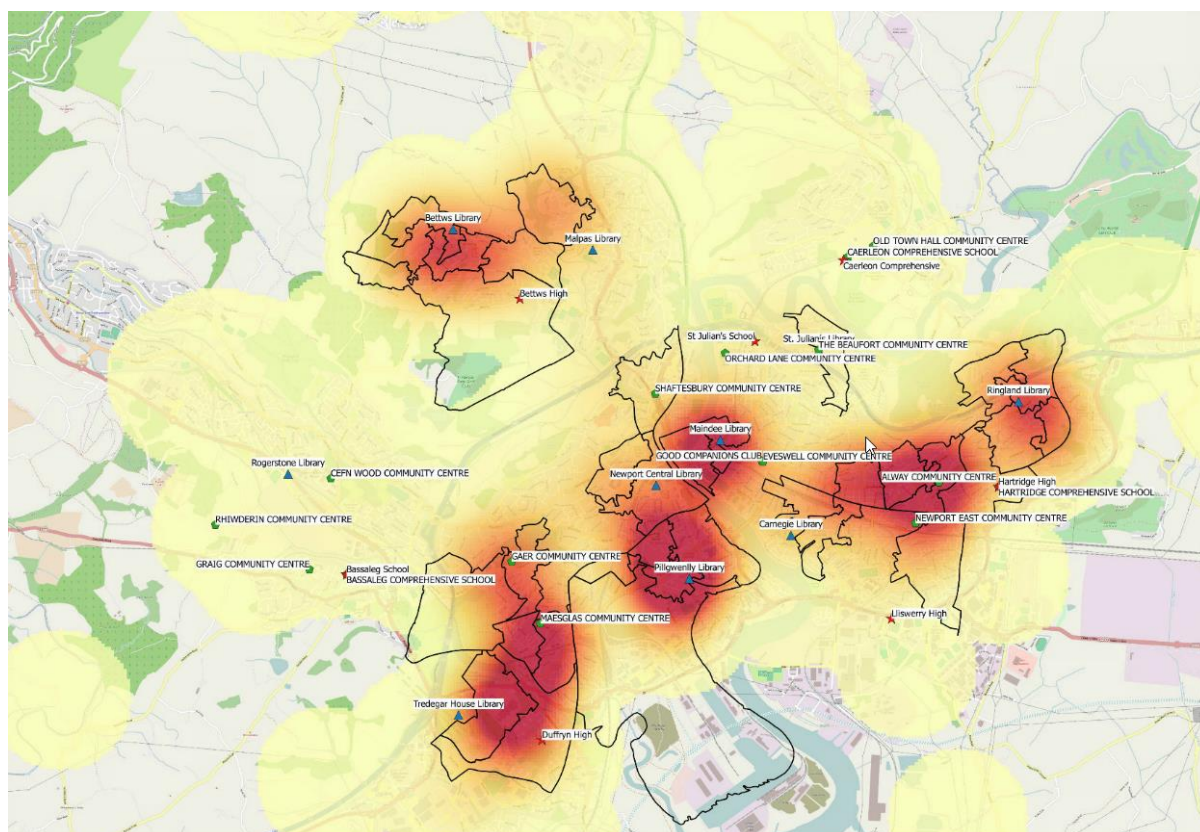 Bettws Library
Malpas Library
OLD TOWN HALL COMMUNITY CENTRE
CAERLEON COMPREHENSIVE SCHOOL
Caerleon Comprehensive
Bettws High
St Julian's School
St. Julian's Library
THE BEAUFORT COMMUNITY CENTRE
ORCHARD LANE COMMUNITY CENTRE
SHAFTESBURY COMMUNITY CENTRE
Ringland Library
Maindee Library
GOOD COMPANIONS CLUB
EVESWELL COMMUNITY CENTRE
Rogerstone Library
CEFN WOOD COMMUNITY CENTRE
Newport Central Library
ALWAY COMMUNITY CENTRE
Hartridge High
HARTRIDGE COMPREHENSIVE SCHOOL
RHIWDERIN COMMUNITY CENTRE
Carnegie Library
NEWPORT EAST COMMUNITY CENTRE
GAER COMMUNITY CENTRE
GRAIG COMMUNITY CENTRE
Bassaleg School
BASSALEG COMPREHENSIVE SCHOOL
Pillgwenlly Library
MAESGLAS COMMUNITY CENTRE
Lliswerry High
Tredegar House Library
Duffryn High